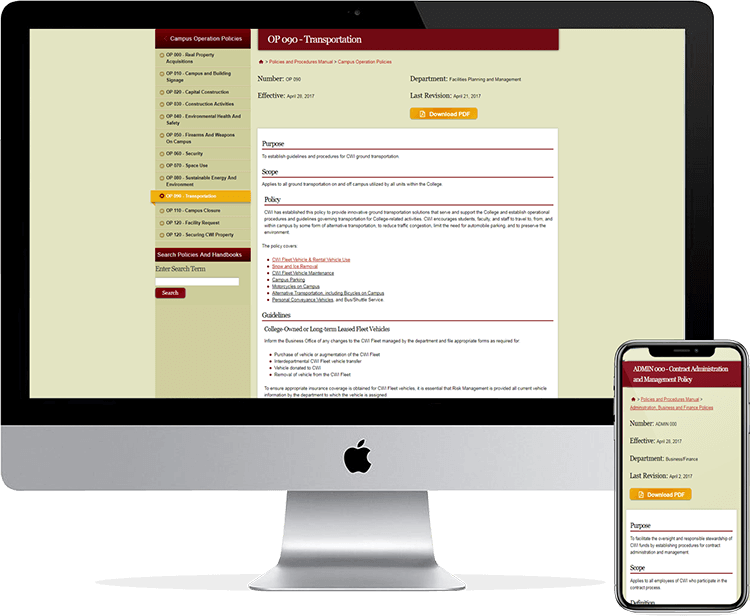 Campus Operation Policies
OP 000 - Real Property
Acquisitions
OP 010 - Campus and Building
Signage
OP 020 - Capital Construction
OP 030 - Construction Activities
OP 040 - Environmental Health And
Safety
OP 050 - Firearms And Weapons
On Campus
OP 060 - Security
OP 070 - Space Use
OP 080 - Sustainable Energy And
Environment
OP 090 - Transportation
OP 110 - Campus Closure
OP 120 - Facility Request
OP 120 - Securing CWI Property
Search Policies And Handbooks
Enter Search Term
Search
OP 090 - Transportation
> Policies and Procedures Manual > Campus Operation Policies
Number: OP 090
Department: Facilities Planning and Management
Effective: April 28, 2017
Last Revision: April 21, 2017
Download PDF
Purpose
To establish guidelines and procedures for CWI ground transportation
Scope
Applies to all ground transportation on and off campus utilized by all units within the College
Policy
CWI has established this policy to provide innovative ground transportation solutions that serve and support the College and establish operational
procedures and guidelines governing transportation for College-related activities. CWI encourages students, faculty, and staff to travel to, from, and
within campus by some form of alternative transportation, to reduce traffic congestion, limit the need for automobile parking, and to preserve the
environment.
The policy covers:
CWI Fleet Vehicle & Rental Vehicle Use
Snow and Ice Removal
CWI Fleet Vehicle Maintenance
Campus Parking
Motorcycles on Campus
Alternative Transportation, including Bicycles on Campus
Personal Conveyance Vehicles, and Bus/Shuttle Service.
Guidelines
College-Owned or Long-term Leased Fleet Vehicles
Inform the Business Office of any changes to the CWI Fleet managed by the department and file appropriate forms as required for:
Purchase of vehicle or augmentation of the CWI Fleet
Interdepartmental CWI Fleet vehicle transfer
Vehicle donated to CWI
Removal of vehicle from the CWI Fleet
To ensure appropriate insurance coverage is obtained for CWI Fleet vehicles, it is essential that Risk Management is provided all current vehicle
information by the department to which the vehicle is assigned
ADMIN 000 - Contract Administration
and Management Policy
> Policies and Procedures Manual >
Administration, Business and Finance Policies
Number: ADMIN 000
Effective: April 28, 2017
Department: Business/Finance
Last Revision: April 2, 2017
Download PDF
Purpose
To facilitate the oversight and responsible stewardship of
CWI funds by establishing procedures for contract
administration and management.
Scope
Applies to all employees of CWI who participate in the
contract process
Definition